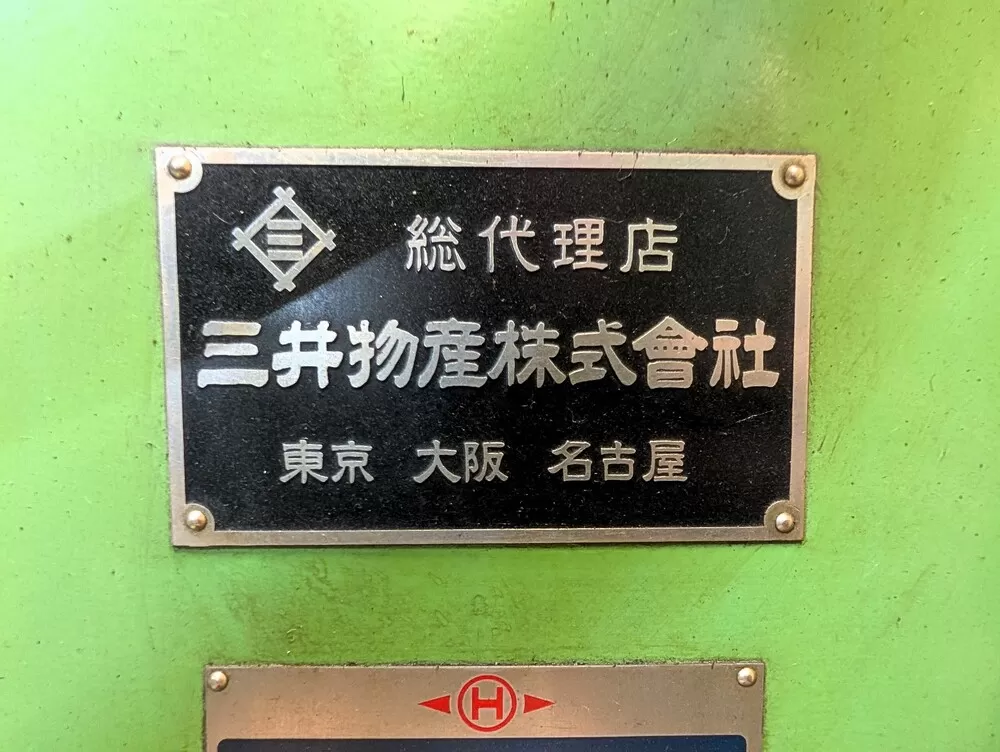 総代理店
三井物産株式會社
東京 大阪 名古屋
H